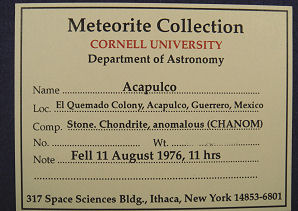 Meteorite Collection
CORNELL UNIVERSITY
Department of Astronomy
Name Acapulco
Loc. El Quemado Colony, Acapulco, Guerrero, Mexico
Comp. Stone. Chondrite, anomalous (CHANOM)
No. Wt.
Note Fell 11 August 1976, 11 hrs
317 Space Sciences Bldg., Ithaca, New York 14853-6801